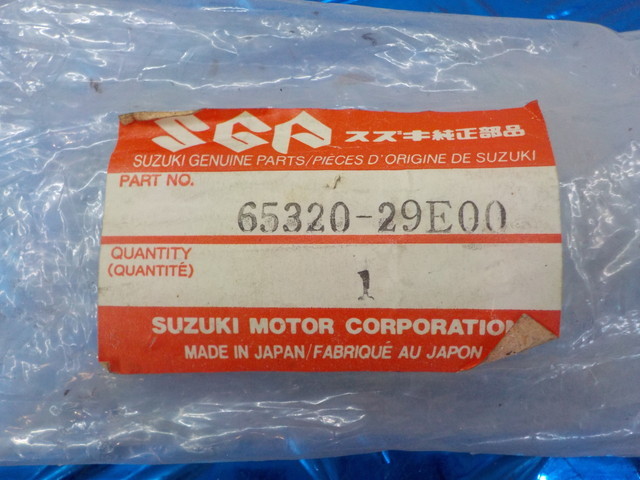 SGP スズキ純正部品
SUZUKI GENUINE PARTS/PIÈCES D'ORIGINE DE SUZUKI
PART NO.
65320-29E00
QUANTITY
(QUANTITÉ)
1
SUZUKI MOTOR CORPORATION
MADE IN JAPAN/FABRIQUÉ AU JAPON